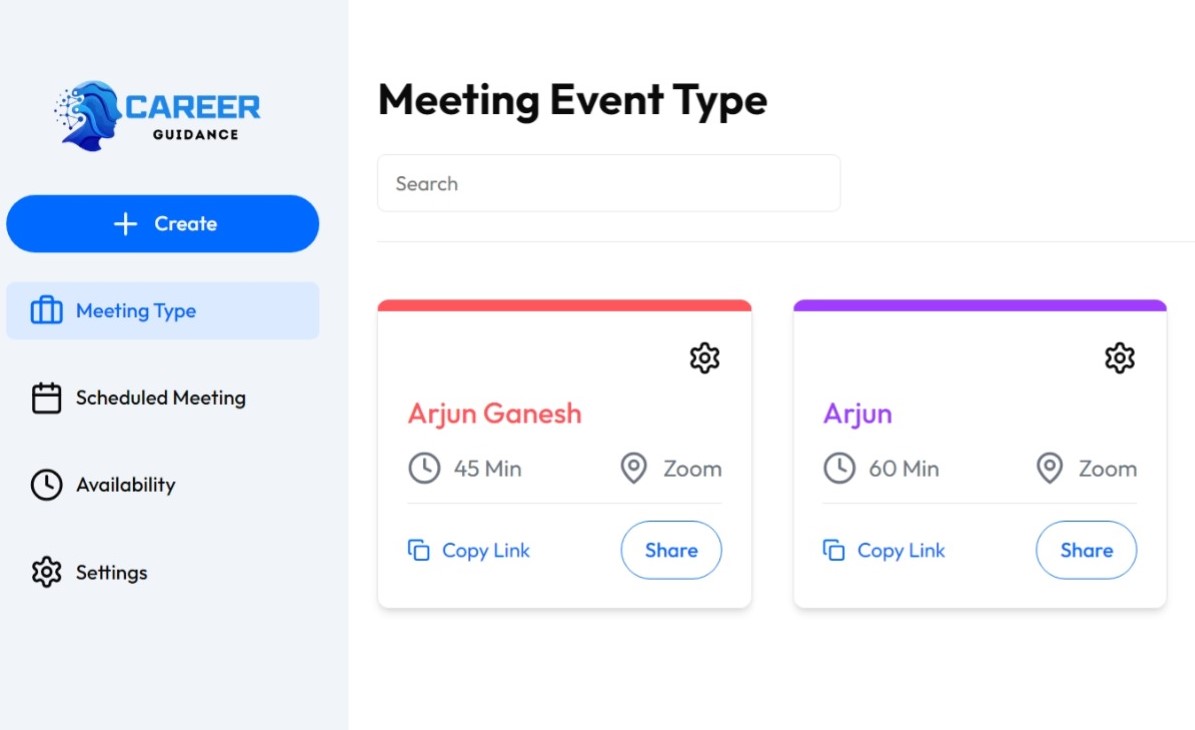 CAREER
GUIDANCE
Create
Meeting Type
Scheduled Meeting
Availability
Settings
Meeting Event Type
Search
Arjun Ganesh
45 Min
Zoom
Copy Link
Share
Arjun
60 Min
Zoom
Copy Link
Share